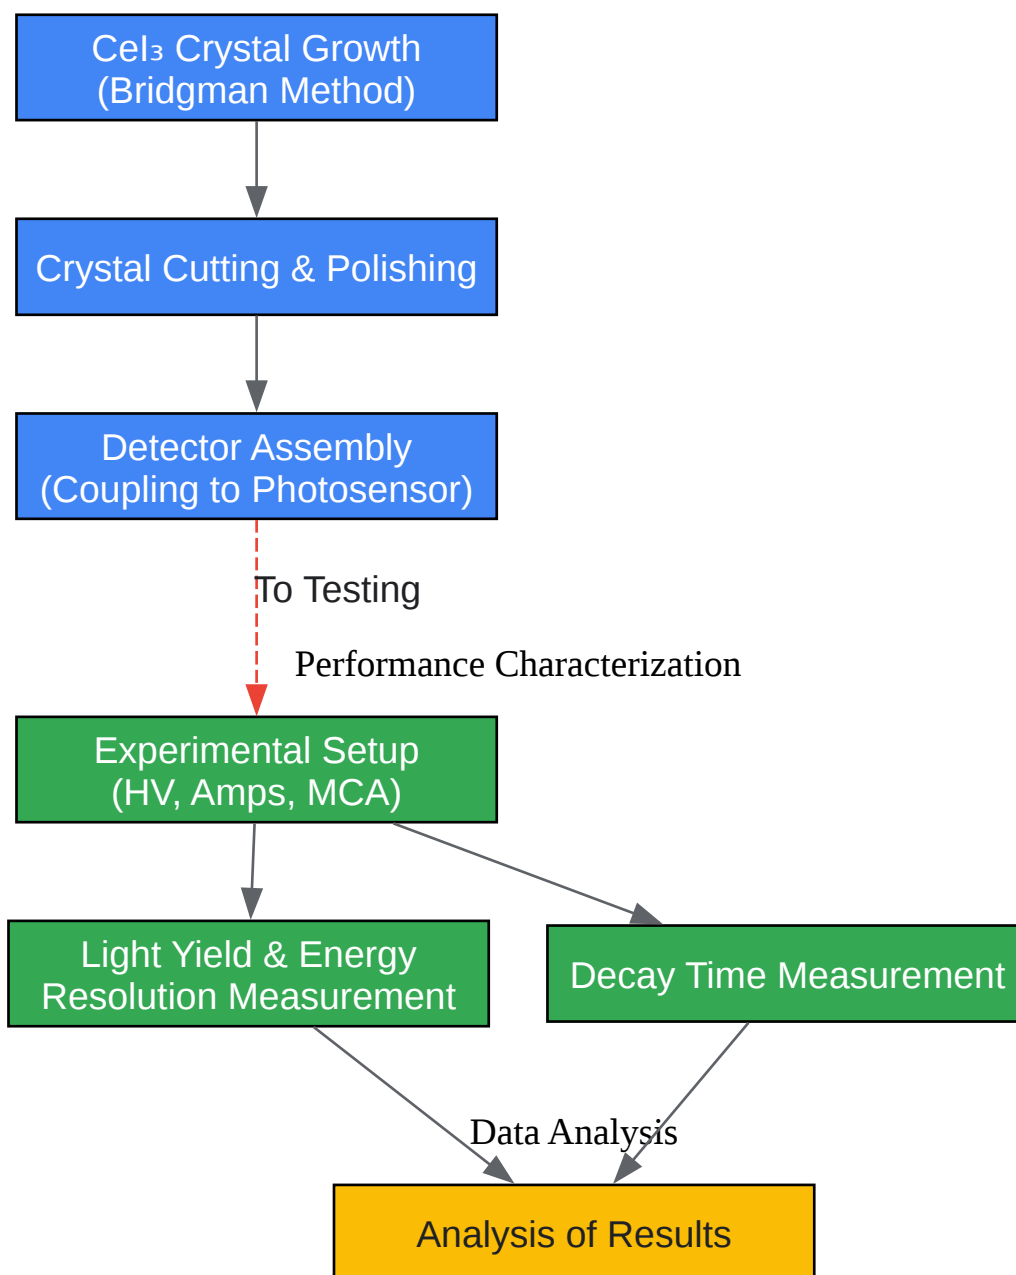 CeI₃ Crystal Growth
(Bridgman Method)
Crystal Cutting & Polishing
Detector Assembly
(Coupling to Photosensor)
To Testing
Performance Characterization
Experimental Setup
(HV, Amps, MCA)
Light Yield & Energy
Resolution Measurement
Decay Time Measurement
Data Analysis
Analysis of Results